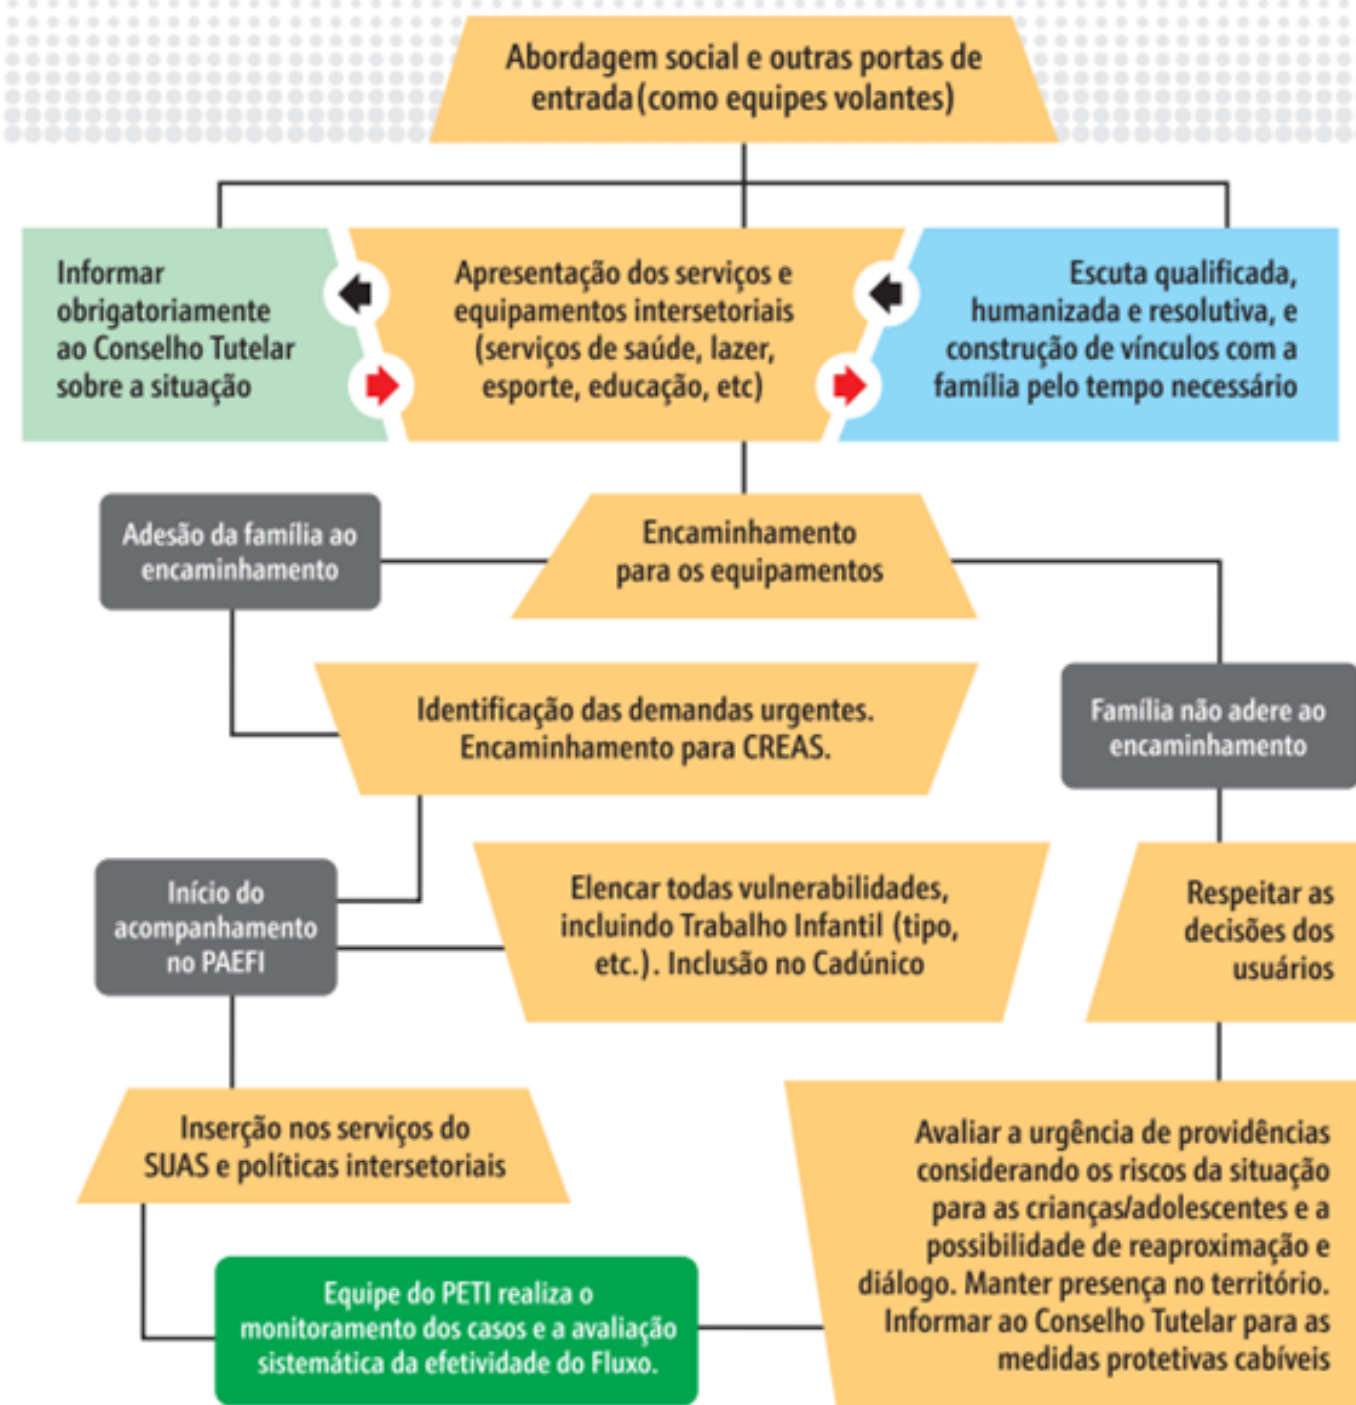 Abordagem social e outras portas de
entrada(como equipes volantes)
Informar
obrigatoriamente
ao Conselho Tutelar
sobre a situação
Apresentação dos serviços e
equipamentos intersetoriais
(serviços de saúde, lazer,
esporte, educação, etc)
Escuta qualificada,
humanizada e resolutiva, e
construção de vínculos com a
família pelo tempo necessário
Adesão da família ao
encaminhamento
Encaminhamento
para os equipamentos
Identificação das demandas urgentes.
Encaminhamento para CREAS.
Família não adere ao
encaminhamento
Início do
acompanhamento
no PAEFI
Elencar todas vulnerabilidades,
incluindo Trabalho Infantil (tipo,
etc.). Inclusão no Cadúnico
Respeitar as
decisões dos
usuários
Inserção nos serviços do
SUAS e políticas intersetoriais
Avaliar a urgência de providências
considerando os riscos da situação
para as crianças/adolescentes e a
possibilidade de reaproximação e
diálogo. Manter presença no território.
Informar ao Conselho Tutelar para as
medidas protetivas cabíveis
Equipe do PETI realiza o
monitoramento dos casos e a avaliação
sistemática da efetividade do Fluxo.